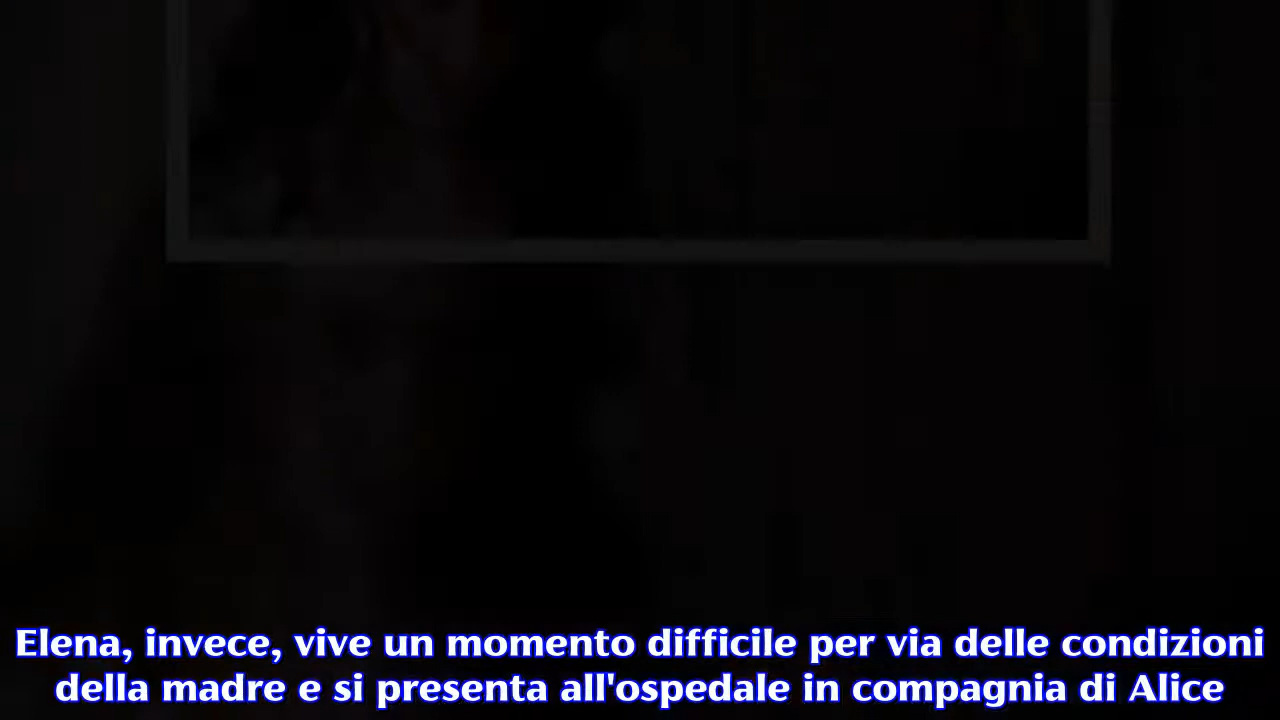 Elena, invece, vive un momento difficile per via delle condizioni
della madre e si presenta all'ospedale in compagnia di Alice